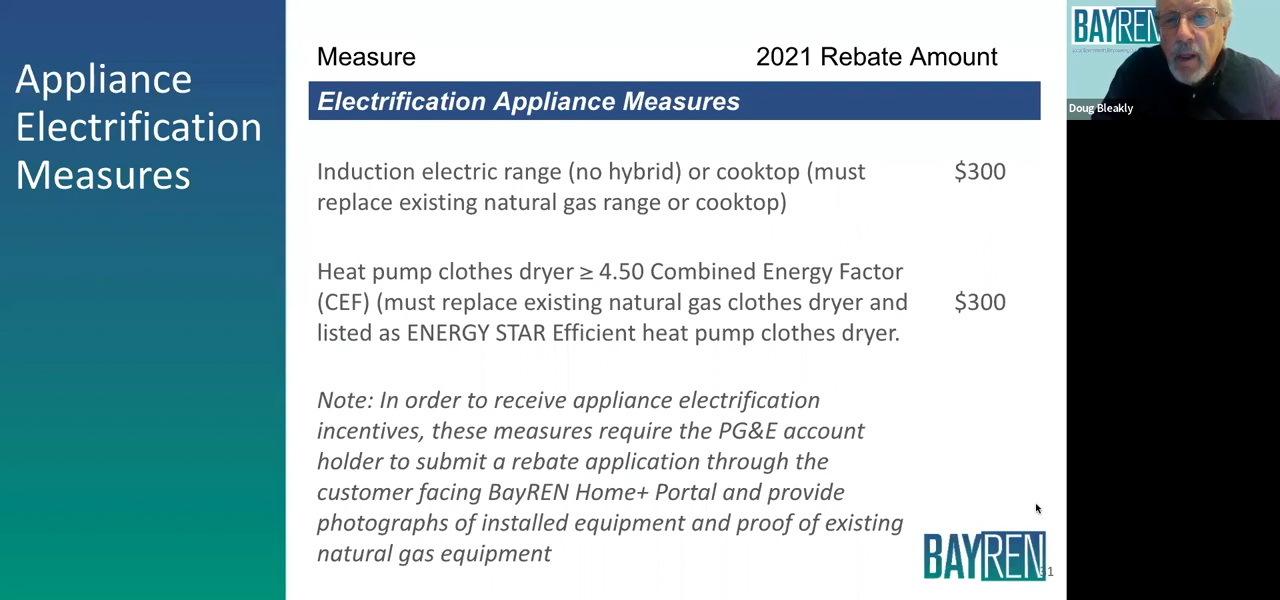 Appliance
Electrification
Measures
Measure 2021 Rebate Amount
Electrification Appliance Measures
Induction electric range (no hybrid) or cooktop (must $300
replace existing natural gas range or cooktop)
Heat pump clothes dryer ≥ 4.50 Combined Energy Factor
(CEF) (must replace existing natural gas clothes dryer and $300
listed as ENERGY STAR Efficient heat pump clothes dryer.
Note: In order to receive appliance electrification
incentives, these measures require the PG&E account
holder to submit a rebate application through the
customer facing BayREN Home+ Portal and provide
photographs of installed equipment and proof of existing
natural gas equipment
BAYREN
BAYREN
Doug Bleakly